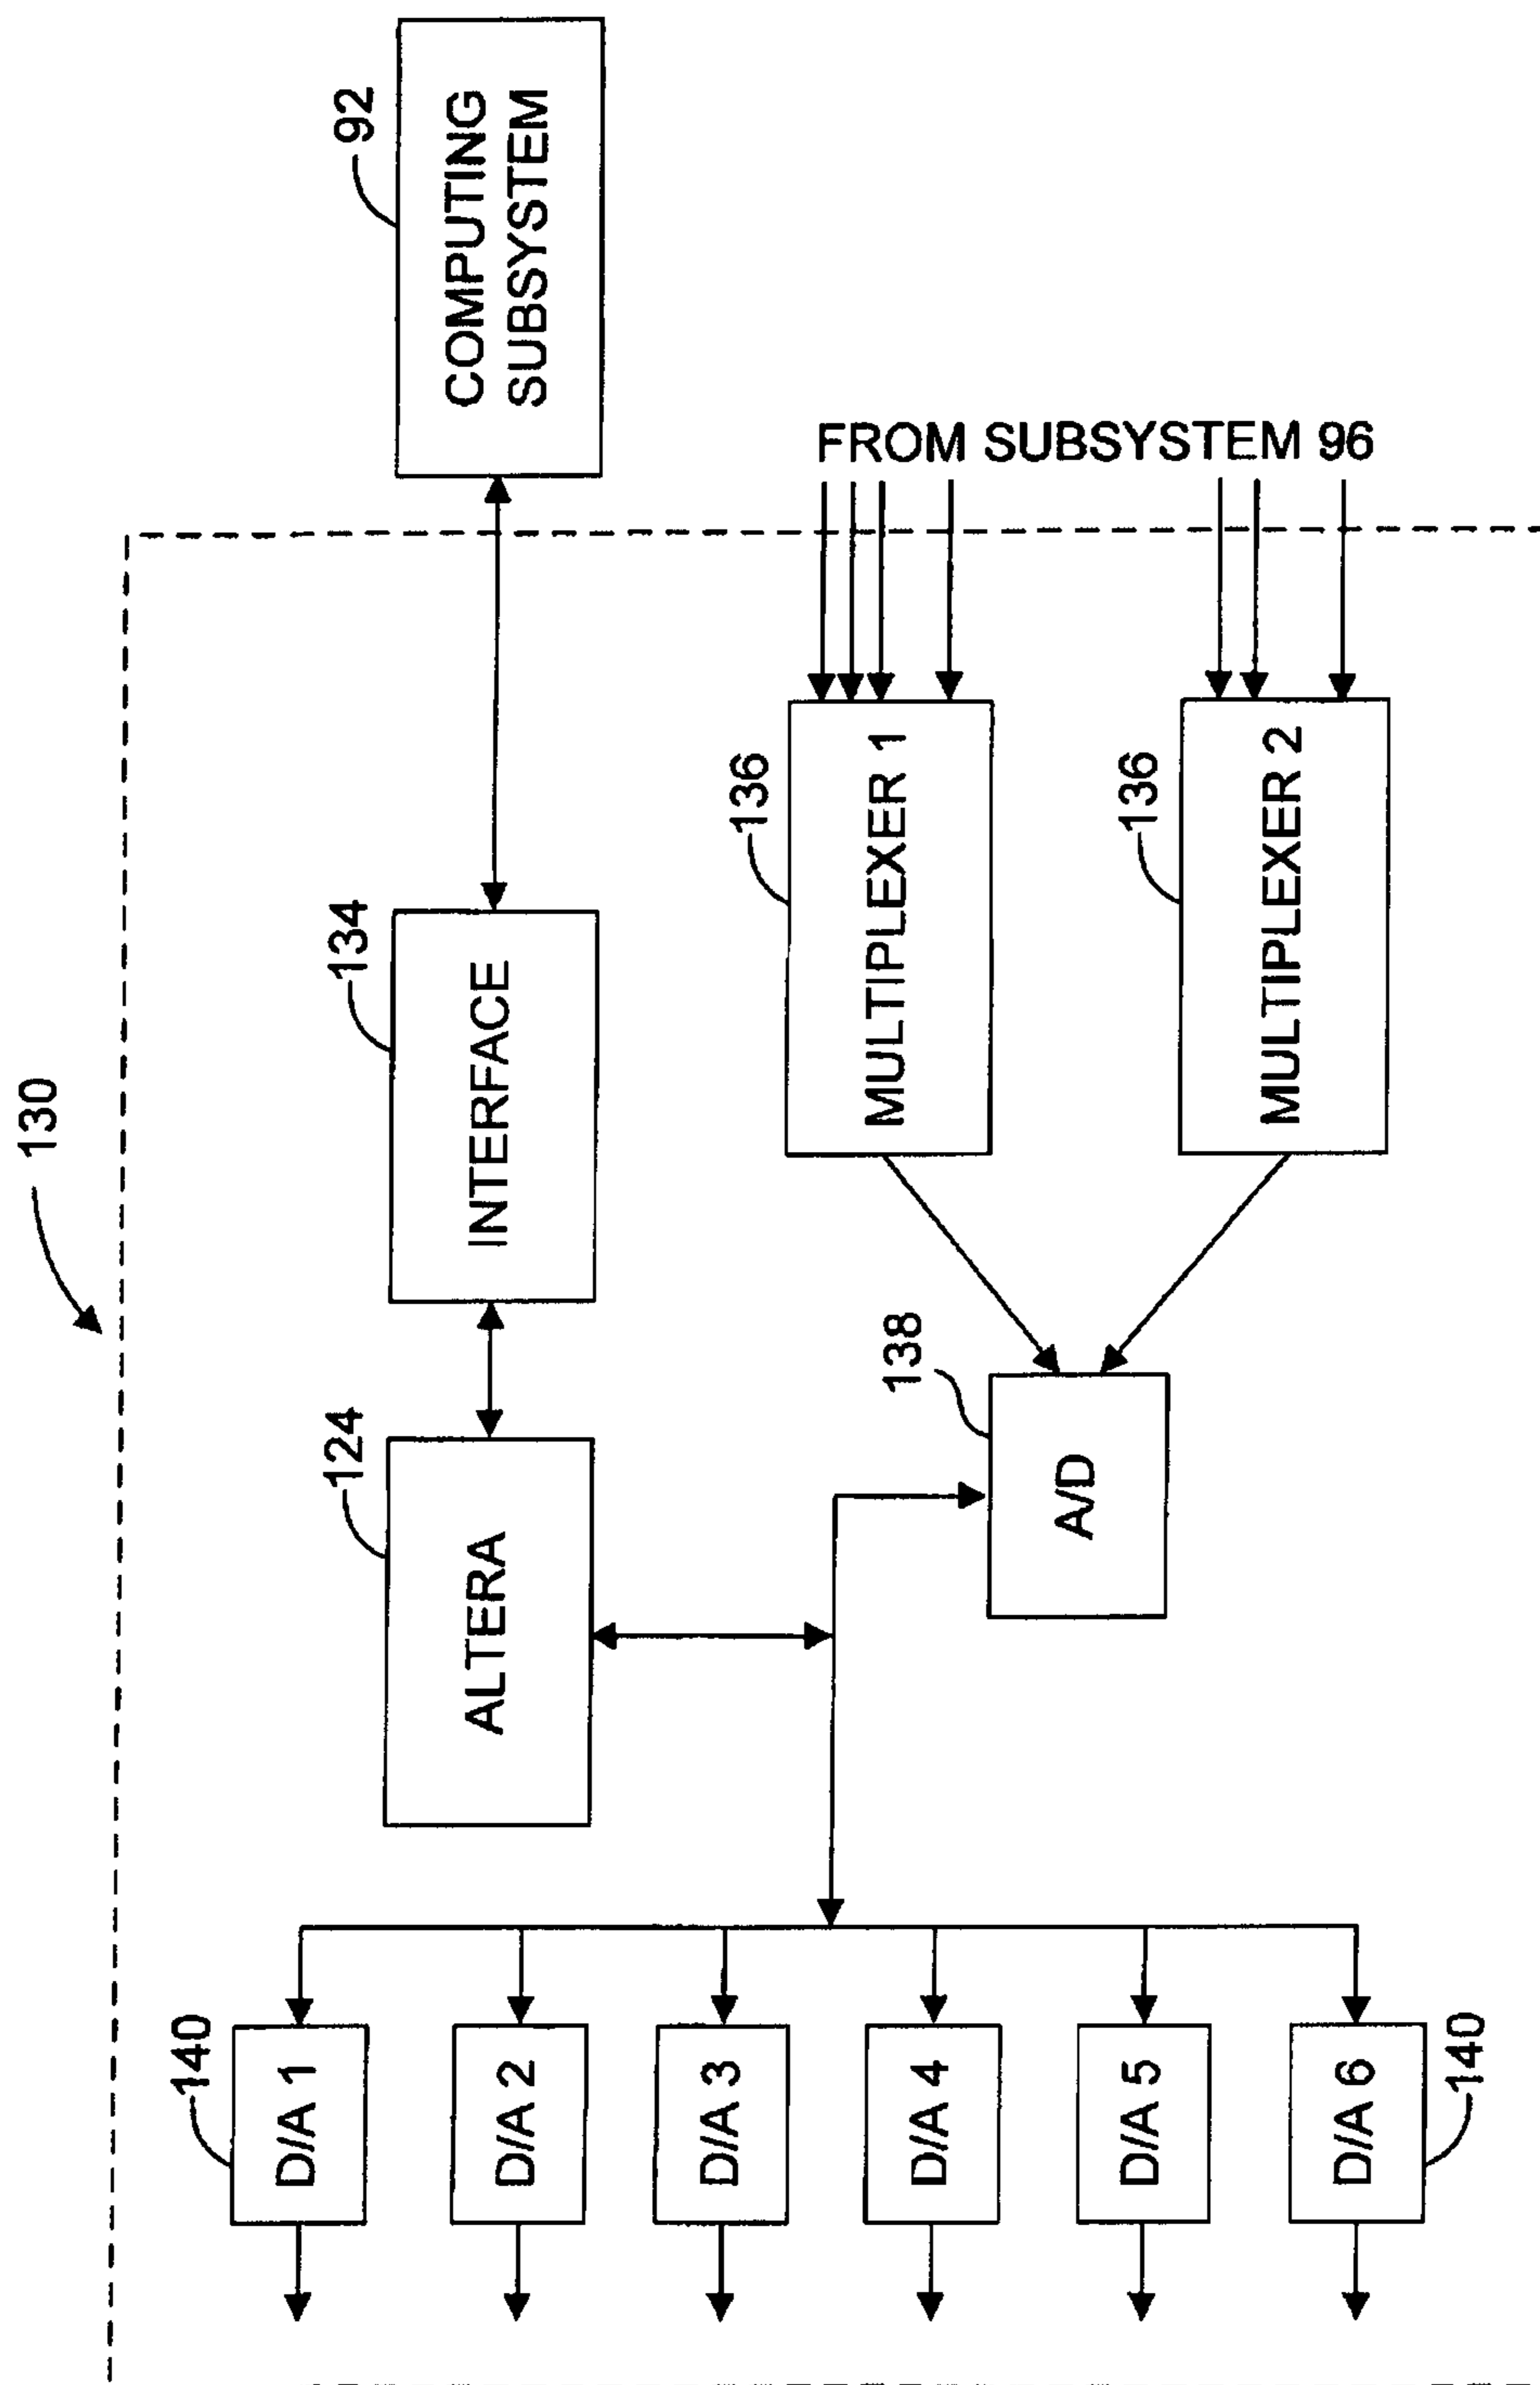 130
92
COMPUTING
SUBSYSTEM
134
INTERFACE
124
ALTERA
FROM SUBSYSTEM 96
136
MULTIPLEXER 1
136
MULTIPLEXER 2
138
A/D
140
D/A 1
D/A 2
D/A 3
D/A 4
D/A 5
D/A 6
140